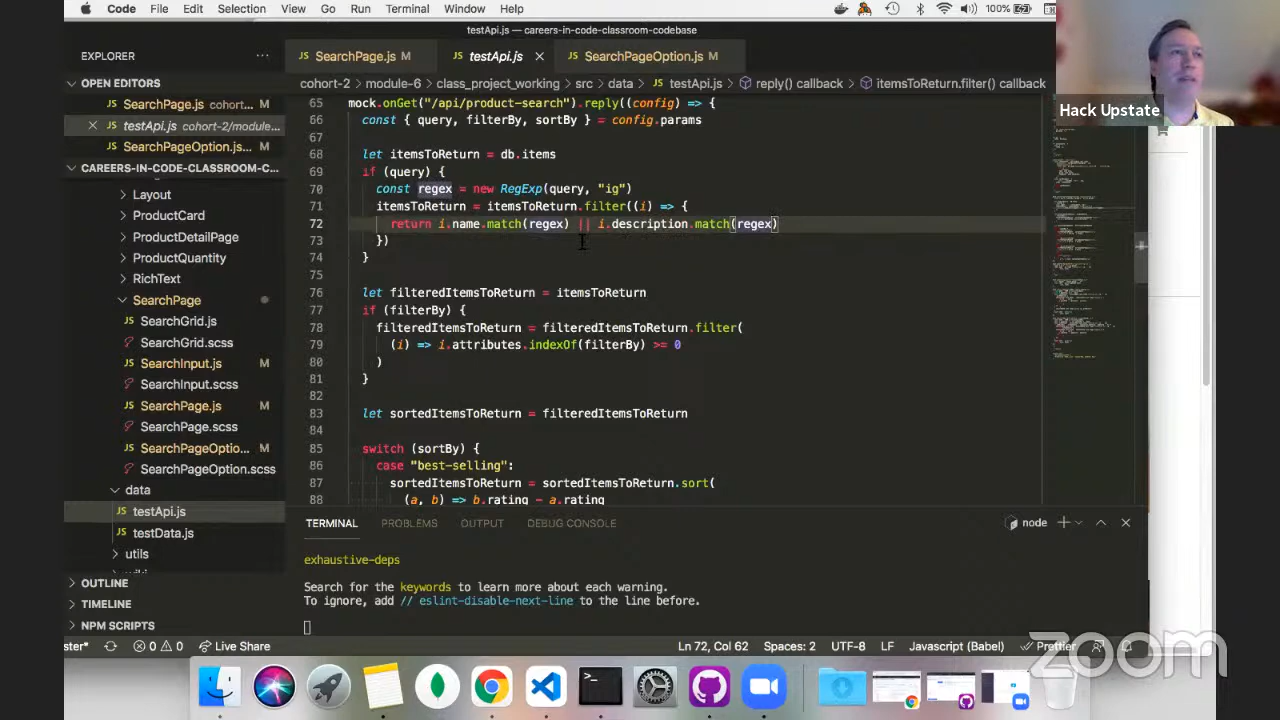 Code File Edit Selection View Go Run Terminal Window Help 100%
testApi.js — careers-in-code-classroom-codebase
EXPLORER ...
SearchPage.js M
testApi.js
SearchPageOption.js M
OPEN EDITORS
SearchPage.js cohort... M
testApi.js cohort-2/module...
SearchPageOption.js M
CAREERS-IN-CODE-CLASSROOM-C...
Layout
ProductCard
ProductDetailPage
ProductQuantity
RichText
SearchPage
SearchGrid.js
SearchGrid.scss
SearchInput.js M
SearchInput.scss
SearchPage.js M
SearchPage.scss
SearchPageOptio... M
SearchPageOption.scss
data
testApi.js
testData.js
utils
OUTLINE
TIMELINE
NPM SCRIPTS
cohort-2 > module-6 > class_project_working > src > data > JS testApi.js > reply() callback > itemsToReturn.filter() callback
65 mock.onGet("/api/product-search").reply((config) => {
66 const { query, filterBy, sortBy } = config.params
67
68 let itemsToReturn = db.items
69 if (query) {
70 const regex = new RegExp(query, "ig")
71 itemsToReturn = itemsToReturn.filter((i) => {
72 return i.name.match(regex) || i.description.match(regex)
73 })
74 }
75
76 let filteredItemsToReturn = itemsToReturn
77 if (filterBy) {
78 filteredItemsToReturn = filteredItemsToReturn.filter(
79 (i) => i.attributes.indexOf(filterBy) >= 0
80 )
81 }
82
83 let sortedItemsToReturn = filteredItemsToReturn
84
85 switch (sortBy) {
86 case "best-selling":
87 sortedItemsToReturn = sortedItemsToReturn.sort(
88 (a, b) => b.rating - a.rating
TERMINAL PROBLEMS OUTPUT DEBUG CONSOLE node
exhaustive-deps
Search for the keywords to learn more about each warning.
To ignore, add // eslint-disable-next-line to the line before.
ster* 0 0 Live Share Ln 72, Col 62 Spaces: 2 UTF-8 LF Javascript (Babel) Prettier
Hack Upstate
zoom